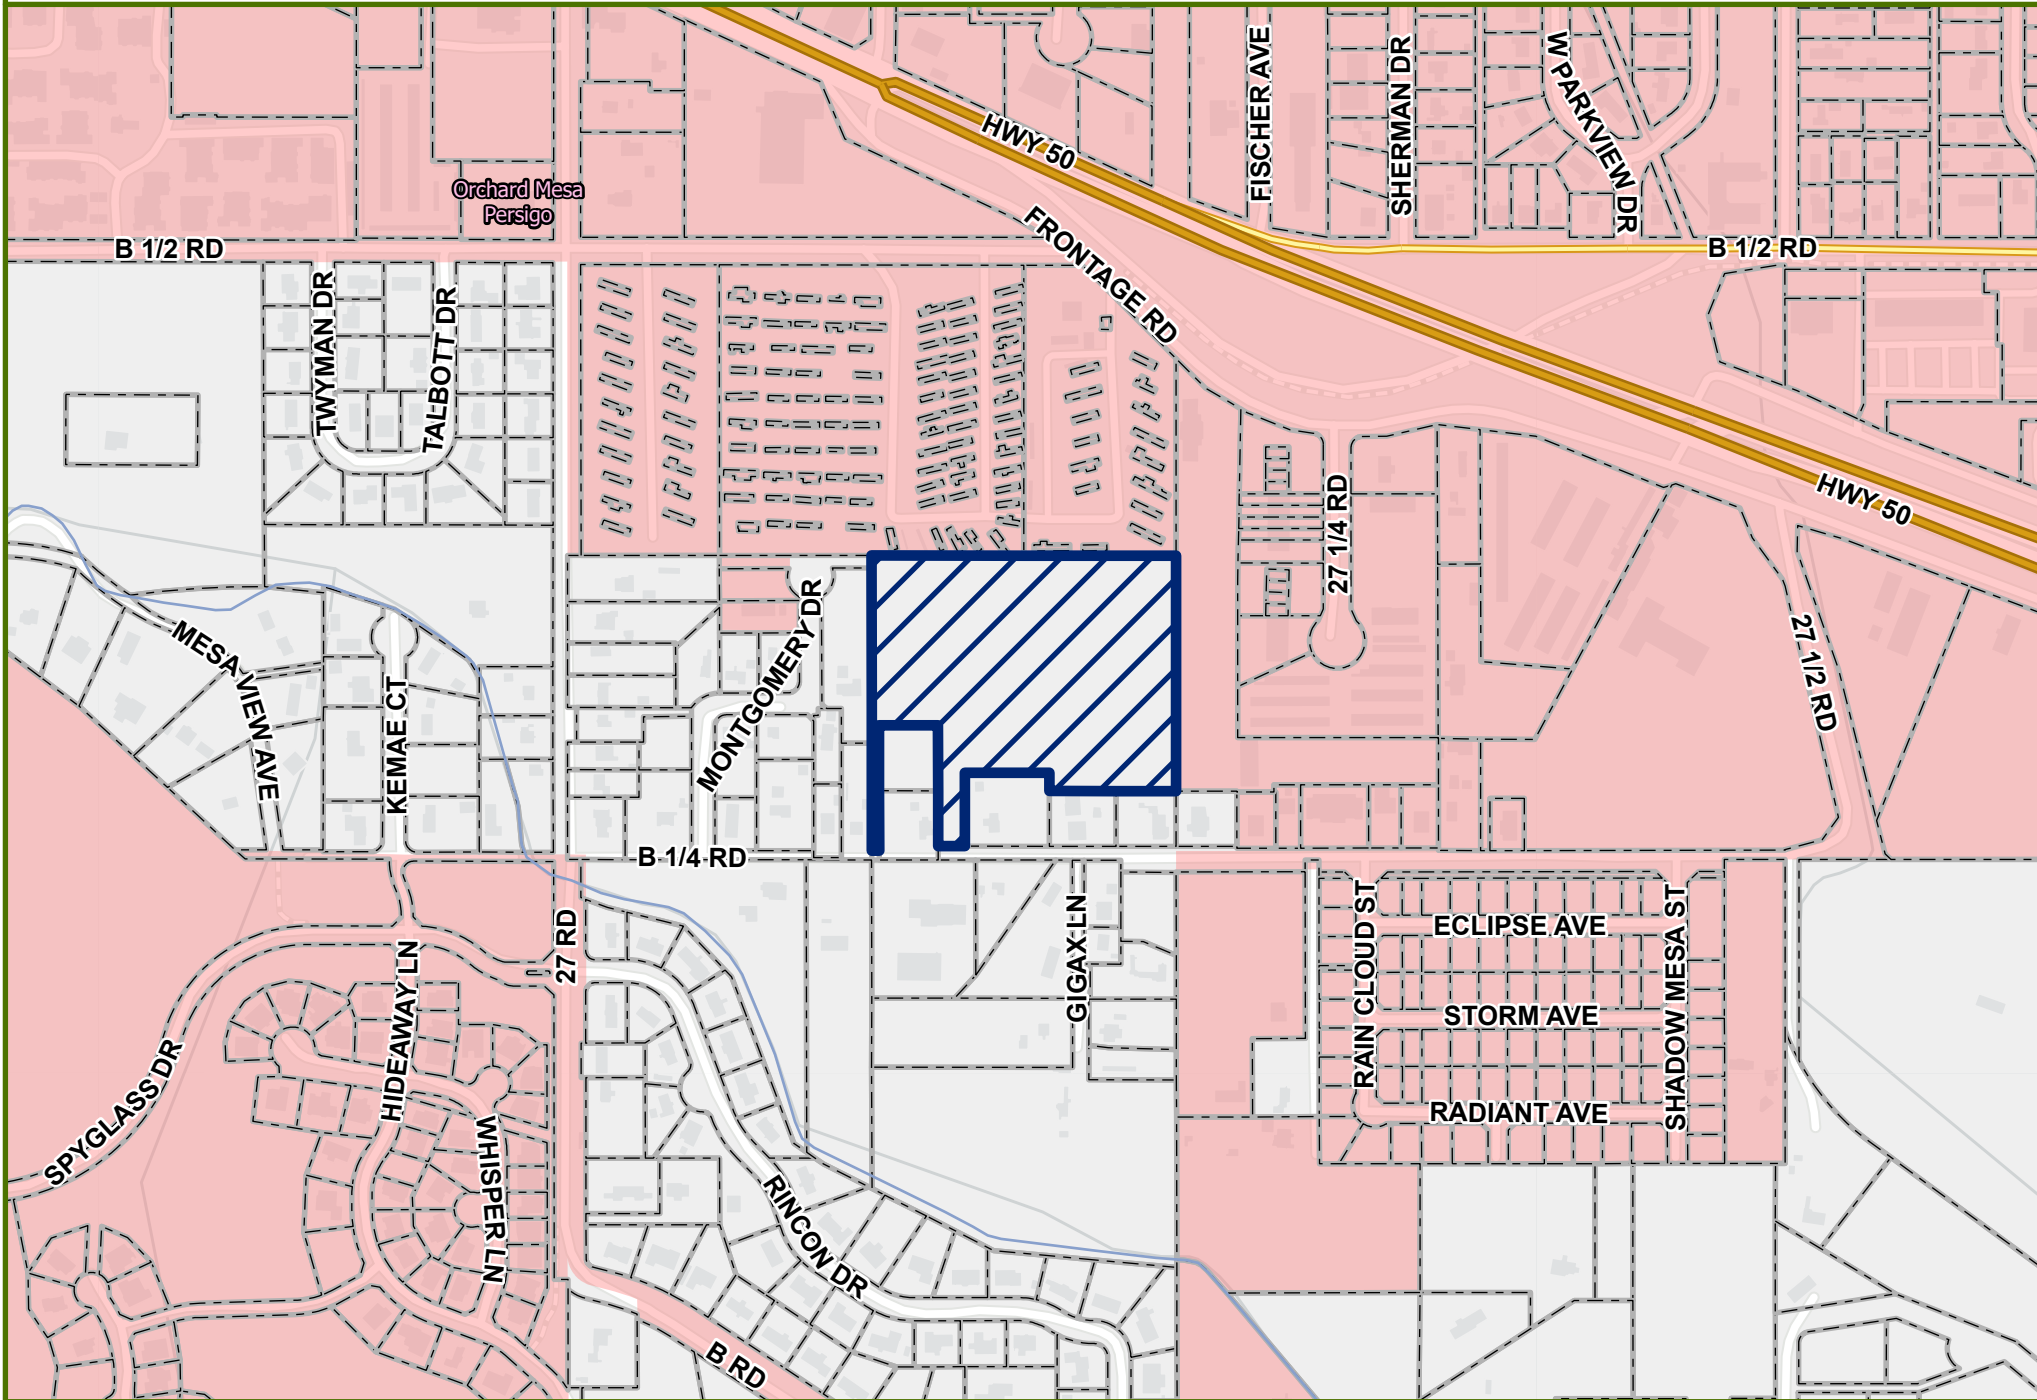 FISCHER AVE
SHERMAN DR
W PARKVIEW DR
HWY 50
Orchard Mesa
Persigo
B 1/2 RD
FRONTAGE RD
B 1/2 RD
TWYMAN DR
TALBOTT DR
HWY 50
27 1/4 RD
MESA VIEW AVE
KEMAE CT
MONTGOMERY DR
27 1/2 RD
B 1/4 RD
27 RD
GIGAX LN
RAIN CLOUD ST
ECLIPSE AVE
SHADOW MESA ST
STORM AVE
RADIANT AVE
HIDEAWAY LN
SPYGLASS DR
WHISPER LN
RINCON DR
B RD